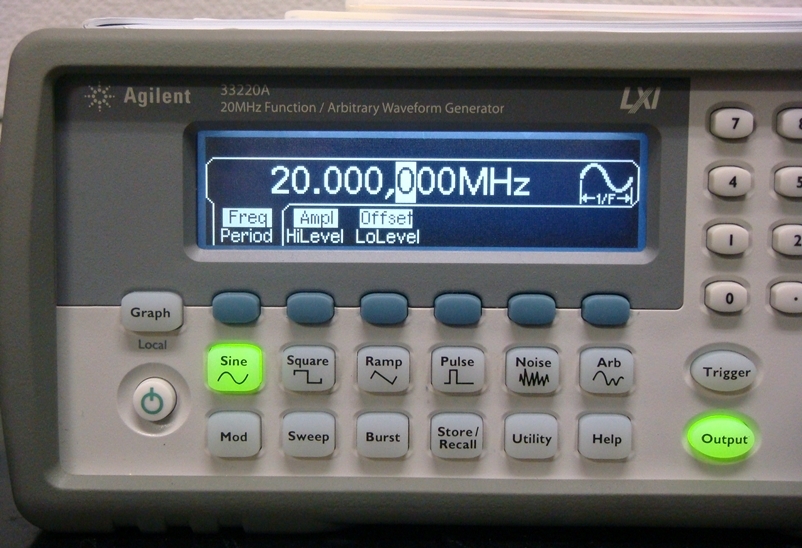 Agilent
33220A
20MHz Function / Arbitrary Waveform Generator
LXI
20.000,000MHz
1/F
Freq Ampl Offset
Period HiLevel LoLevel
7
4
1
2
0
.
Graph
Local
Sine Square Ramp Pulse Noise Arb
Trigger
Mod Sweep Burst Store/
Recall Utility Help
Output